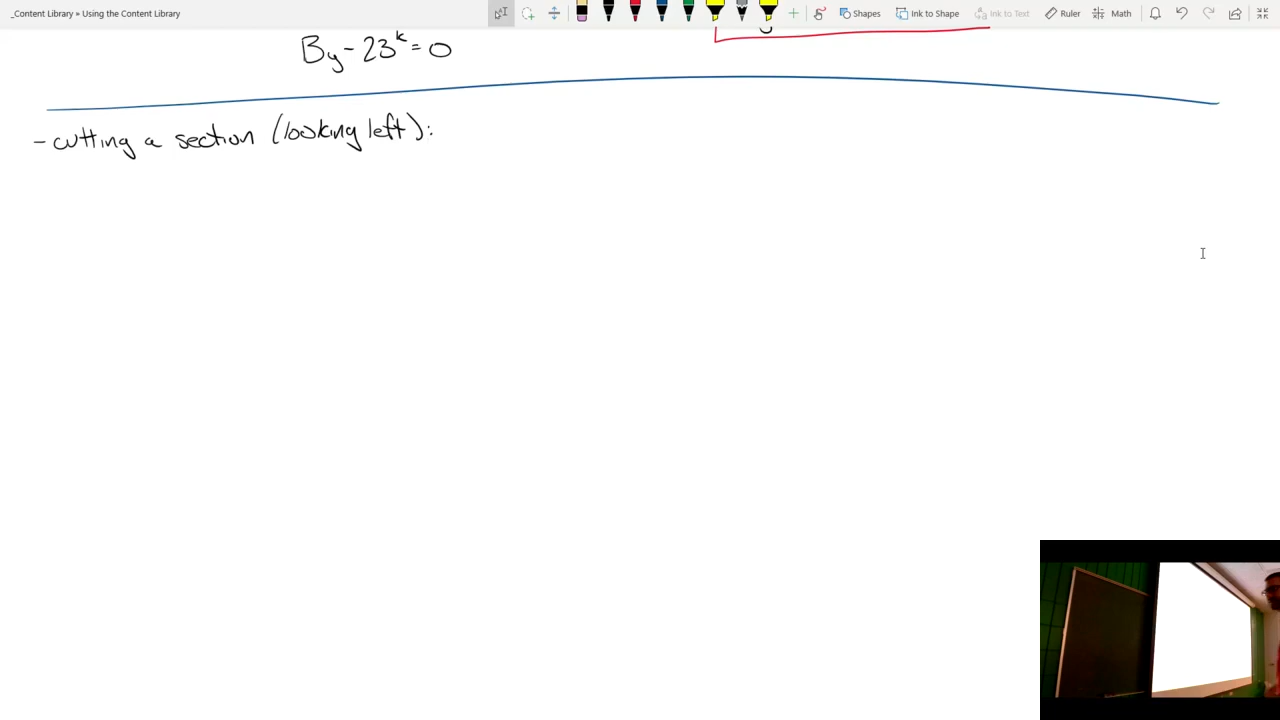 _Content Library » Using the Content Library
Shapes
Ink to Shape
Ink to Text
Ruler
Math
By - 23ᵏ = 0
- cutting a section (looking left):